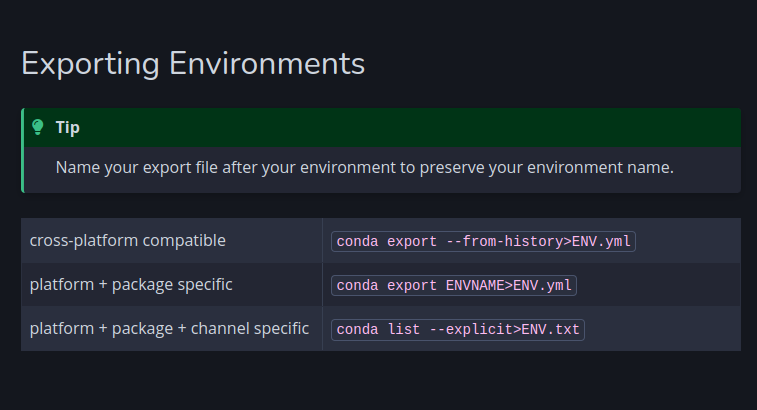 Exporting Environments
Tip
Name your export file after your environment to preserve your environment name.
cross-platform compatible conda export --from-history>ENV.yml
platform + package specific conda export ENVNAME>ENV.yml
platform + package + channel specific conda list --explicit>ENV.txt